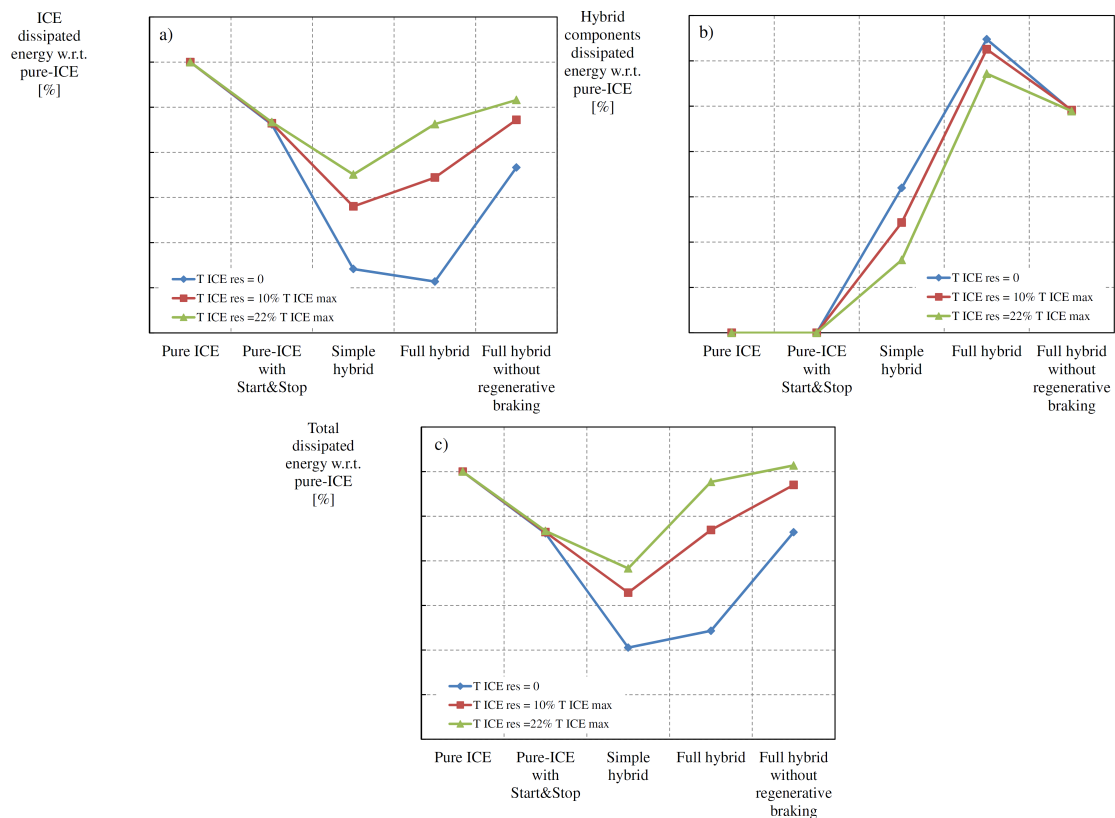 ICE
dissipated
energy w.r.t.
pure-ICE
[%]
a)
T ICE res = 0
T ICE res = 10% T ICE max
T ICE res =22% T ICE max
Pure ICE
Pure-ICE
with
Start&Stop
Simple
hybrid
Full hybrid
Full hybrid
without
regenerative
braking
Hybrid
components
dissipated
energy w.r.t.
pure-ICE
[%]
b)
T ICE res = 0
T ICE res = 10% T ICE max
T ICE res =22% T ICE max
Pure ICE
Pure-ICE
with
Start&Stop
Simple
hybrid
Full hybrid
Full hybrid
without
regenerative
braking
Total
dissipated
energy w.r.t.
pure-ICE
[%]
c)
T ICE res = 0
T ICE res = 10% T ICE max
T ICE res =22% T ICE max
Pure ICE
Pure-ICE
with
Start&Stop
Simple
hybrid
Full hybrid
Full hybrid
without
regenerative
braking